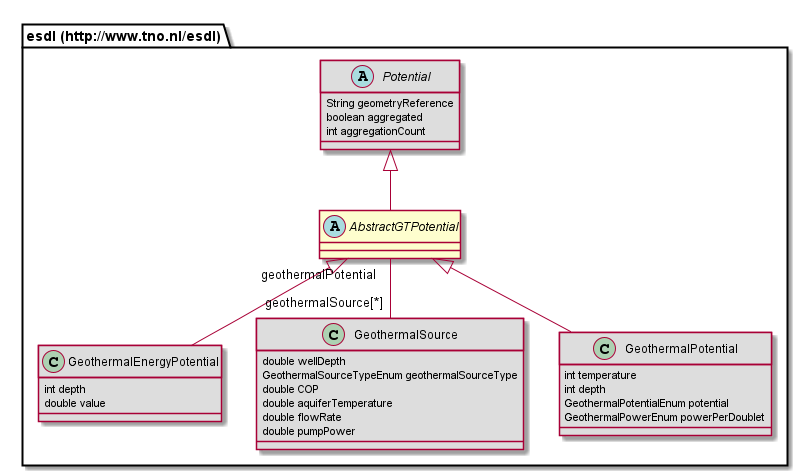 esdl (http://www.tno.nl/esdl)
A Potential
String geometryReference
boolean aggregated
int aggregationCount
A AbstractGTPotential
geothermalPotential
geothermalSource[*]
C GeothermalEnergyPotential
int depth
double value
C GeothermalSource
double wellDepth
GeothermalSourceTypeEnum geothermalSourceType
double COP
double aquiferTemperature
double flowRate
double pumpPower
C GeothermalPotential
int temperature
int depth
GeothermalPotentialEnum potential
GeothermalPowerEnum powerPerDoublet